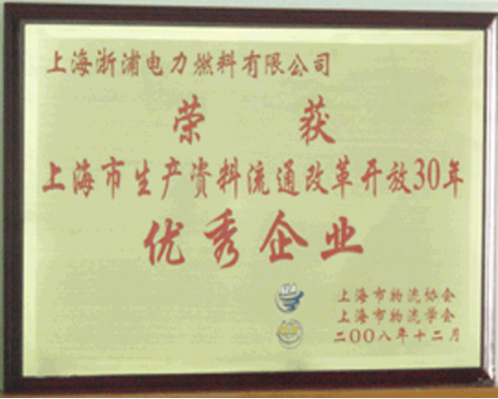 上海浙浦电力燃料有限公司
荣获
上海市生产资料流通改革开放30年
优秀企业
上海市物流协会
上海市物流学会
二〇〇八年十二月